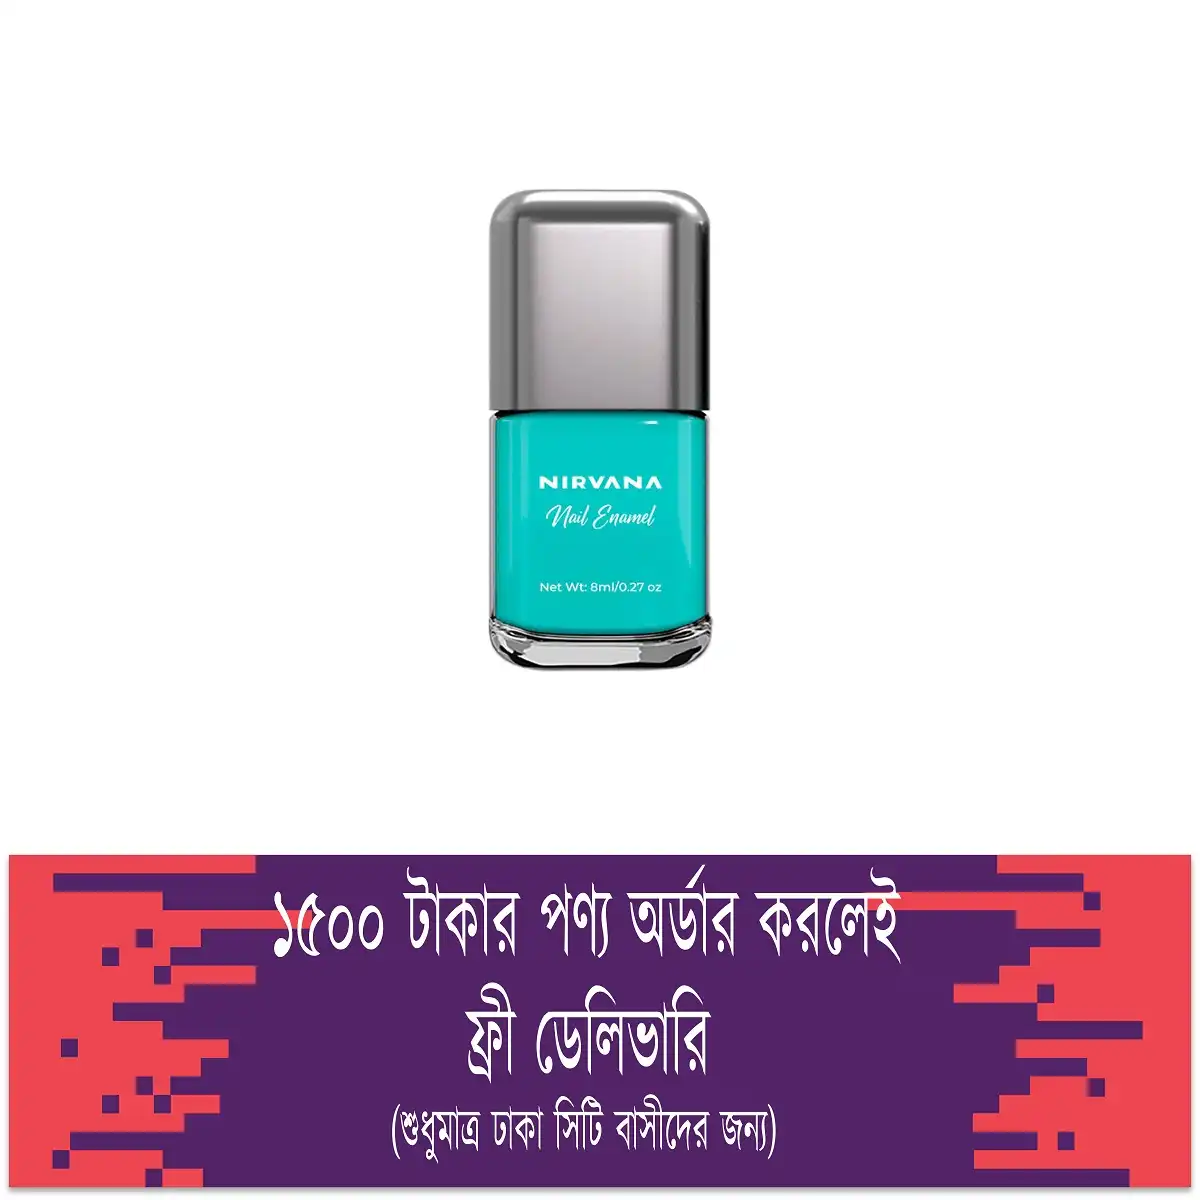 NIRVANA
Nail Enamel
Net Wt: 8ml/0.27 oz
১৫০০ টাকার পণ্য অর্ডার করলেই
ফ্রী ডেলিভারি
(শুধুমাত্র ঢাকা সিটি বাসীদের জন্য)